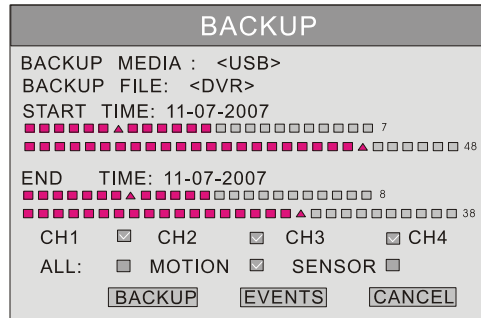 BACKUP
BACKUP MEDIA : <USB>
BACKUP FILE: <DVR>
START TIME: 11-07-2007
7
48
END TIME: 11-07-2007
8
38
CH1 CH2 CH3 CH4
ALL: MOTION SENSOR
BACKUP EVENTS CANCEL